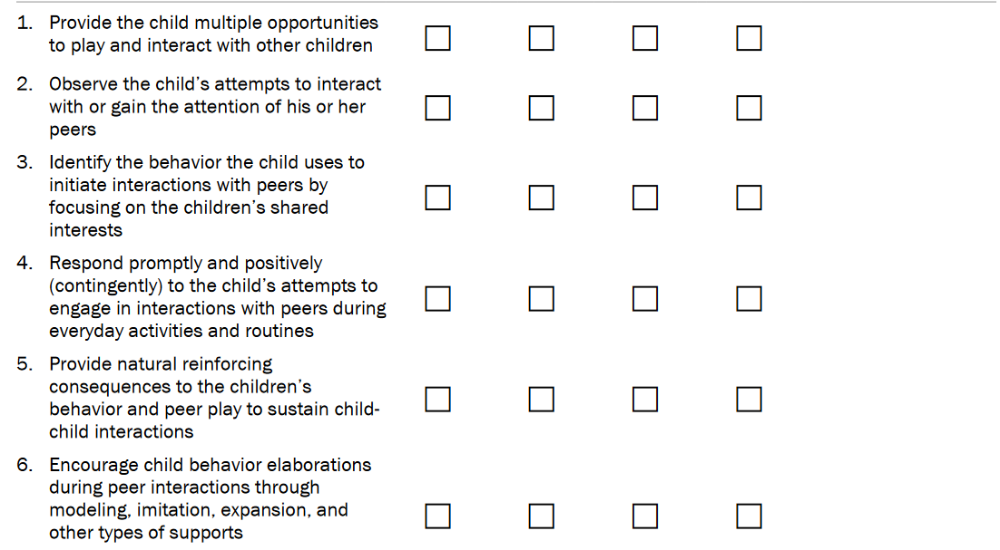 1. Provide the child multiple opportunities
to play and interact with other children
2. Observe the child's attempts to interact
with or gain the attention of his or her
peers
3. Identify the behavior the child uses to
initiate interactions with peers by
focusing on the children's shared
interests
4. Respond promptly and positively
(contingently) to the child's attempts to
engage in interactions with peers during
everyday activities and routines
5. Provide natural reinforcing
consequences to the children's
behavior and peer play to sustain child-
child interactions
6. Encourage child behavior elaborations
during peer interactions through
modeling, imitation, expansion, and
other types of supports